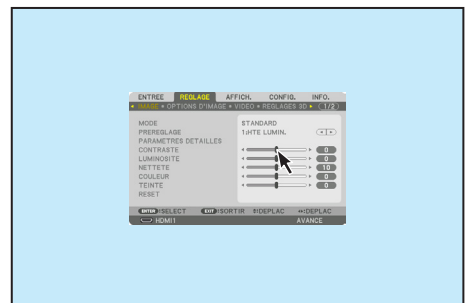 ENTREE REGLAGE AFFICH. CONFIG. INFO.
• IMAGE • OPTIONS D'IMAGE • VIDEO • REGLAGES 3D • (1/2)
MODE STANDARD
PREREGLAGE 1:HTE LUMIN.
PARAMETRES DETAILLES
CONTRASTE 0
LUMINOSITE 0
NETTETE 10
COULEUR 0
TEINTE 0
RESET
ENTER :SELECT EXIT :SORTIR ↕:DEPLAC ↔:DEPLAC
HDMI1 AVANCE